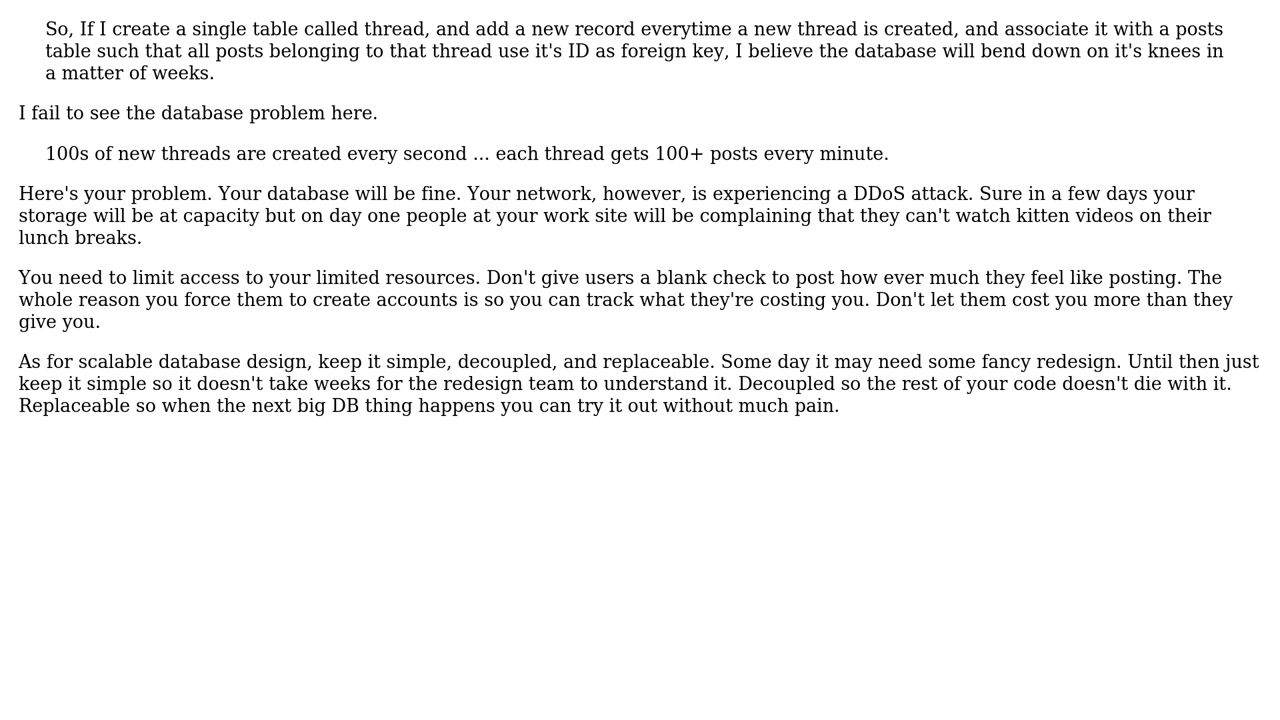 So, If I create a single table called thread, and add a new record everytime a new thread is created, and associate it with a posts
table such that all posts belonging to that thread use it's ID as foreign key, I believe the database will bend down on it's knees in
a matter of weeks.
I fail to see the database problem here.
100s of new threads are created every second ... each thread gets 100+ posts every minute.
Here's your problem. Your database will be fine. Your network, however, is experiencing a DDoS attack. Sure in a few days your
storage will be at capacity but on day one people at your work site will be complaining that they can't watch kitten videos on their
lunch breaks.
You need to limit access to your limited resources. Don't give users a blank check to post how ever much they feel like posting. The
whole reason you force them to create accounts is so you can track what they're costing you. Don't let them cost you more than they
give you.
As for scalable database design, keep it simple, decoupled, and replaceable. Some day it may need some fancy redesign. Until then just
keep it simple so it doesn't take weeks for the redesign team to understand it. Decoupled so the rest of your code doesn't die with it.
Replaceable so when the next big DB thing happens you can try it out without much pain.